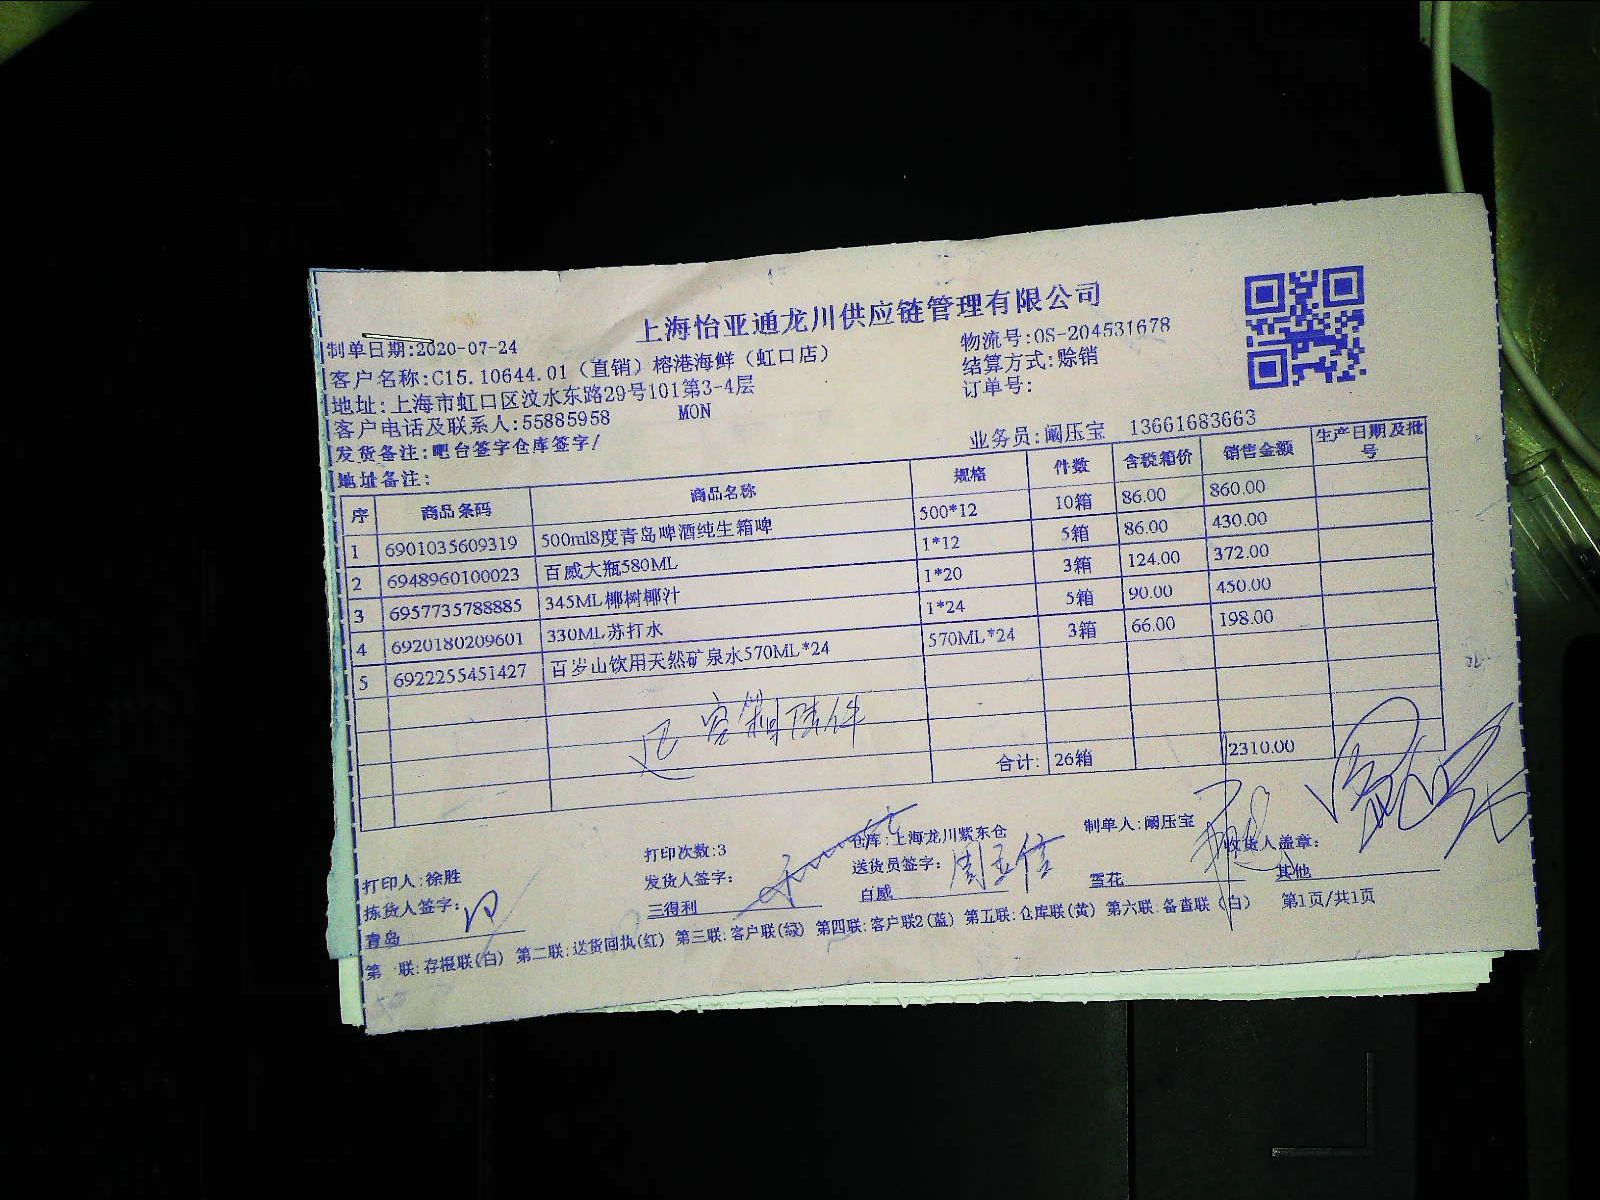 上海怡亚通龙川供应链管理有限公司
制单日期:2020-07-24
物流号:OS-204531678
客户名称:C15.10644.01（直销）榕港海鲜（虹口店）
结算方式:赊销
地址:上海市虹口区汶水东路29号101第3-4层
订单号:
客户电话及联系人:55885958 MON
发货备注:吧台签字仓库签字/
业务员:阚压宝 13661683663
地址备注:
序 商品条码 商品名称 规格 件数 含税箱价 销售金额 生产日期及批号
1 6901035609319 500ml8度青岛啤酒纯生箱啤 500*12 10箱 86.00 860.00
2 6948960100023 百威大瓶580ML 1*12 5箱 86.00 430.00
3 6957735788885 345ML椰树椰汁 1*20 3箱 124.00 372.00
4 6920180209601 330ML苏打水 1*24 5箱 90.00 450.00
5 6922255451427 百岁山饮用天然矿泉水570ML*24 570ML*24 3箱 66.00 198.00
合计: 26箱 2310.00
打印人:徐胜 打印次数:3 仓库:上海龙川紫东仓 制单人:阚压宝
拣货人签字: 发货人签字: 送货员签字: 收货人盖章:
青岛 三得利 百威 雪花 其他
第 联:存根联(白) 第二联:送货回执(红) 第三联:客户联(绿) 第四联:客户联2(蓝) 第五联:仓库联(黄) 第六联:备查联（白） 第1页/共1页